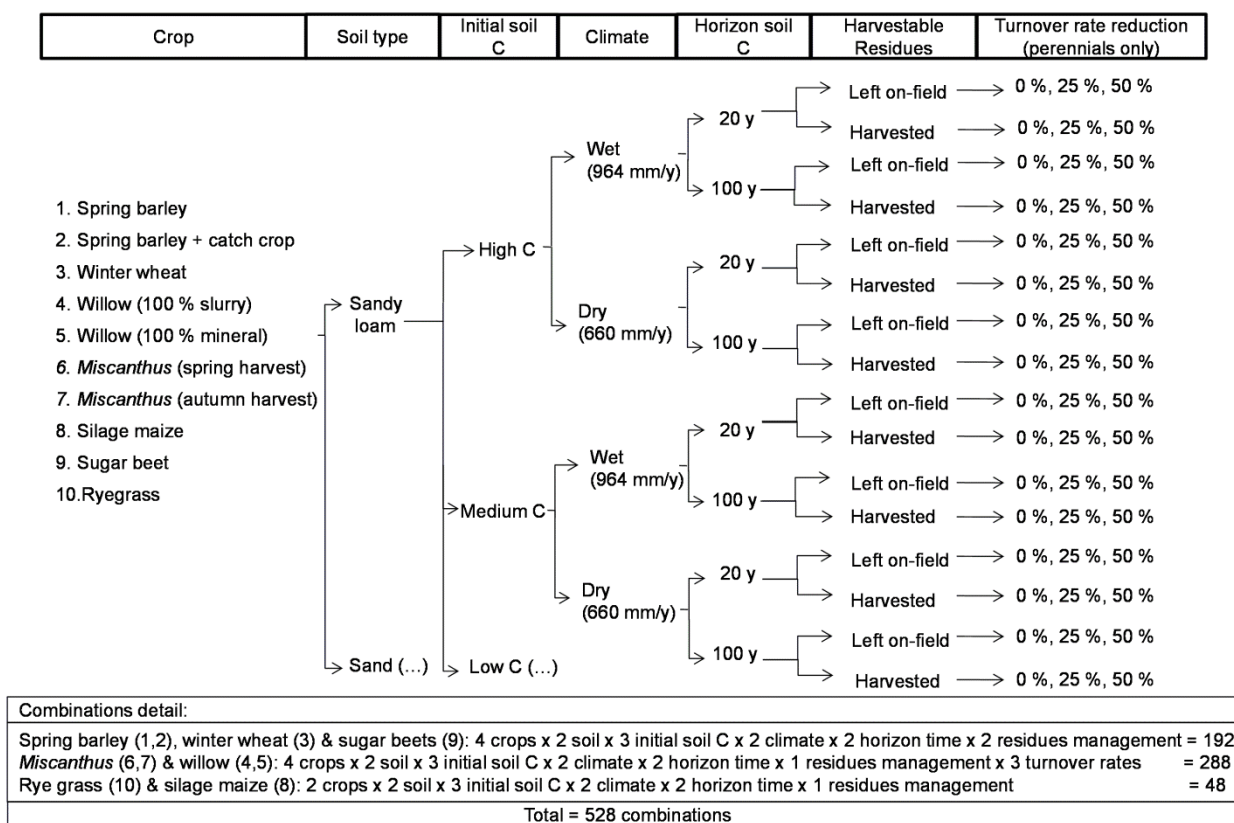 Crop Soil type Initial soil C Climate Horizon soil C Harvestable Residues Turnover rate reduction (perennials only)
1. Spring barley
2. Spring barley + catch crop
3. Winter wheat
4. Willow (100 % slurry)
5. Willow (100 % mineral)
6. Miscanthus (spring harvest)
7. Miscanthus (autumn harvest)
8. Silage maize
9. Sugar beet
10.Ryegrass
Sandy
loam
Sand (...)
High C
Medium C
Low C (...)
Wet
(964 mm/y)
Dry
(660 mm/y)
Wet
(964 mm/y)
Dry
(660 mm/y)
20 y
100 y
20 y
100 y
20 y
100 y
20 y
100 y
Left on-field 0 %, 25 %, 50 %
Harvested 0 %, 25 %, 50 %
Left on-field 0 %, 25 %, 50 %
Harvested 0 %, 25 %, 50 %
Left on-field 0 %, 25 %, 50 %
Harvested 0 %, 25 %, 50 %
Left on-field 0 %, 25 %, 50 %
Harvested 0 %, 25 %, 50 %
Left on-field 0 %, 25 %, 50 %
Harvested 0 %, 25 %, 50 %
Left on-field 0 %, 25 %, 50 %
Harvested 0 %, 25 %, 50 %
Left on-field 0 %, 25 %, 50 %
Harvested 0 %, 25 %, 50 %
Left on-field 0 %, 25 %, 50 %
Harvested 0 %, 25 %, 50 %
Combinations detail:
Spring barley (1,2), winter wheat (3) & sugar beets (9): 4 crops x 2 soil x 3 initial soil C x 2 climate x 2 horizon time x 2 residues management = 192
Miscanthus (6,7) & willow (4,5): 4 crops x 2 soil x 3 initial soil C x 2 climate x 2 horizon time x 1 residues management x 3 turnover rates = 288
Rye grass (10) & silage maize (8): 2 crops x 2 soil x 3 initial soil C x 2 climate x 2 horizon time x 1 residues management = 48
Total = 528 combinations